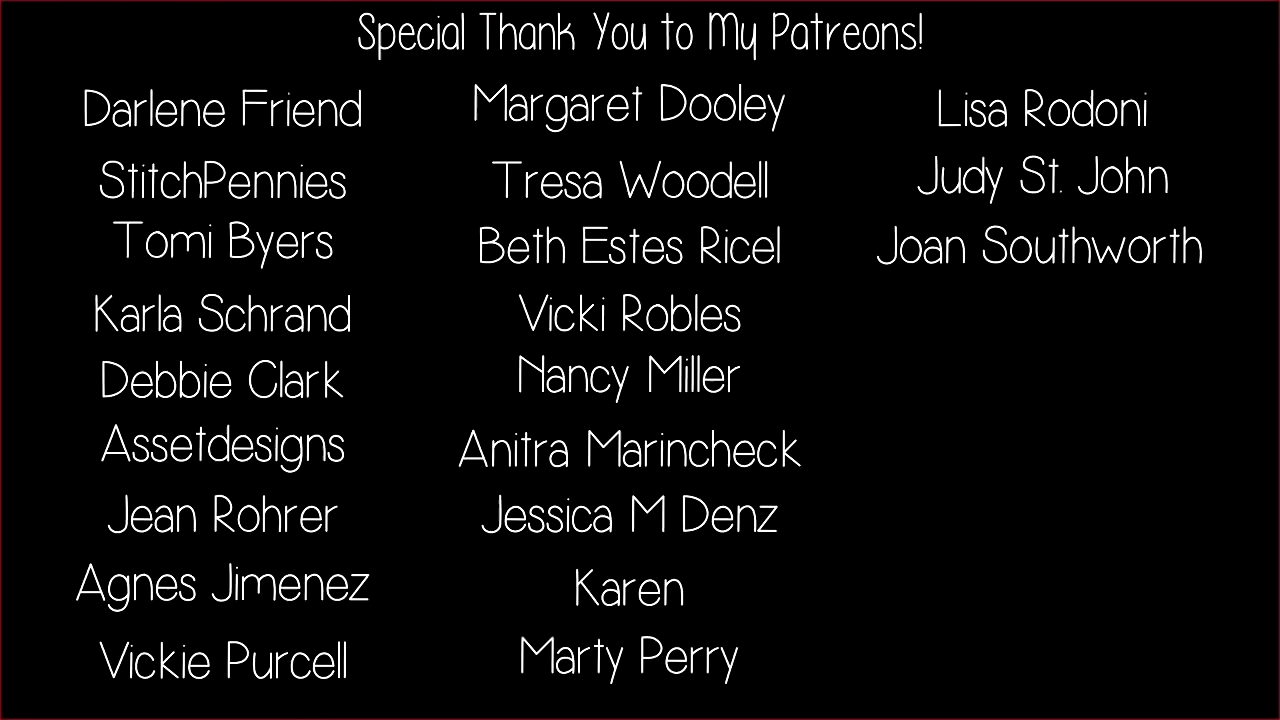 Special Thank You to My Patreons!
Darlene Friend
StitchPennies
Tomi Byers
Karla Schrand
Debbie Clark
Assetdesigns
Jean Rohrer
Agnes Jimenez
Vickie Purcell
Margaret Dooley
Tresa Woodell
Beth Estes Ricel
Vicki Robles
Nancy Miller
Anitra Marincheck
Jessica M Denz
Karen
Marty Perry
Lisa Rodoni
Judy St. John
Joan Southworth